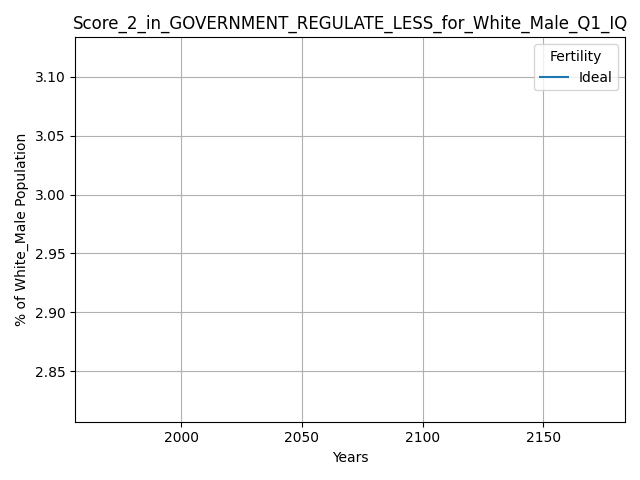 Score_2_in_GOVERNMENT_REGULATE_LESS_for_White_Male_Q1_IQ
Fertility
Ideal
3.10
3.05
3.00
2.95
2.90
2.85
% of White_Male Population
2000
2050
2100
2150
Years